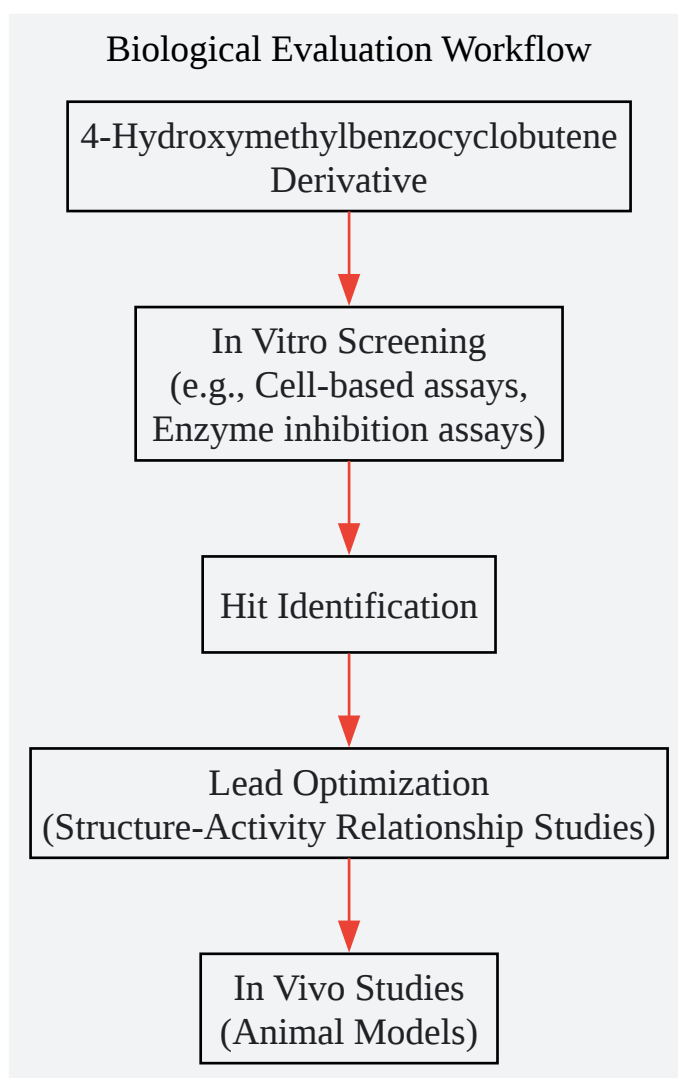 Biological Evaluation Workflow
4-Hydroxymethylbenzocyclobutene
Derivative
In Vitro Screening
(e.g., Cell-based assays,
Enzyme inhibition assays)
Hit Identification
Lead Optimization
(Structure-Activity Relationship Studies)
In Vivo Studies
(Animal Models)